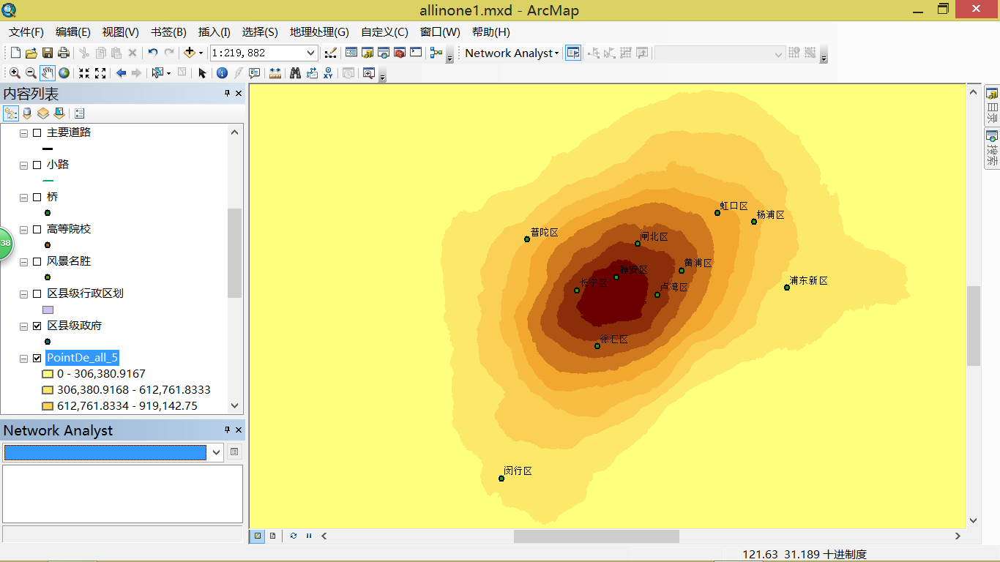 allinone1.mxd - ArcMap
文件(F) 编辑(E) 视图(V) 书签(B) 插入(I) 选择(S) 地理处理(G) 自定义(C) 窗口(W) 帮助(H)
1:219,882
Network Analyst
内容列表
主要道路
小路
桥
高等院校
风景名胜
区县级行政区划
区县级政府
PointDe_all_5
0 - 306,380.9167
306,380.9168 - 612,761.8333
612,761.8334 - 919,142.75
38
Network Analyst
虹口区
杨浦区
普陀区
闸北区
黄浦区
静安区
长宁区
卢湾区
浦东新区
徐汇区
闵行区
目录
搜索
121.63 31.189 十进制度